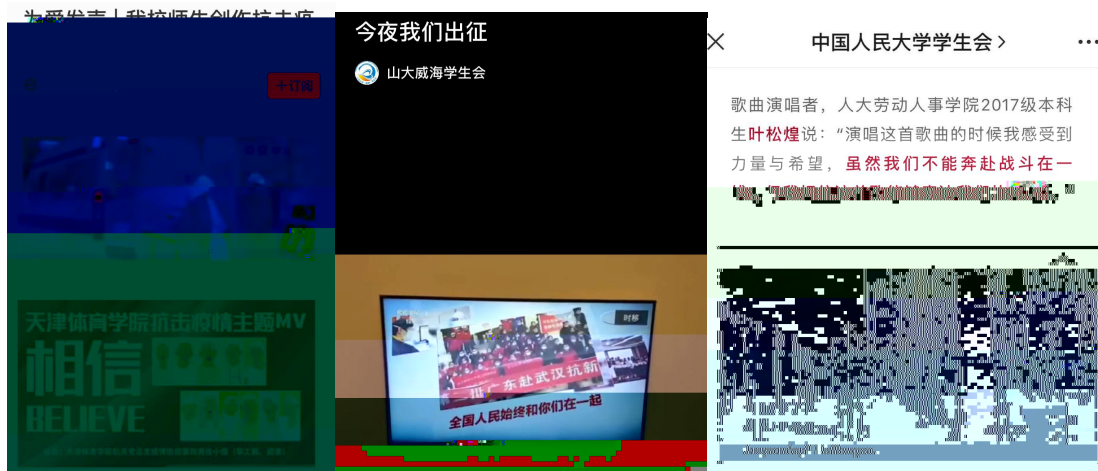 为爱发声丨我校师生创作抗击疫
+订阅
天津体育学院抗击疫情主题MV
相信
BELIEVE
今夜我们出征
山大威海学生会
时移
广东赴武汉抗新
全国人民始终和你们在一起
中国人民大学学生会
歌曲演唱者，人大劳动人事学院2017级本科
生叶松煌说：“演唱这首歌曲的时候我感受到
力量与希望，虽然我们不能奔赴战斗在一